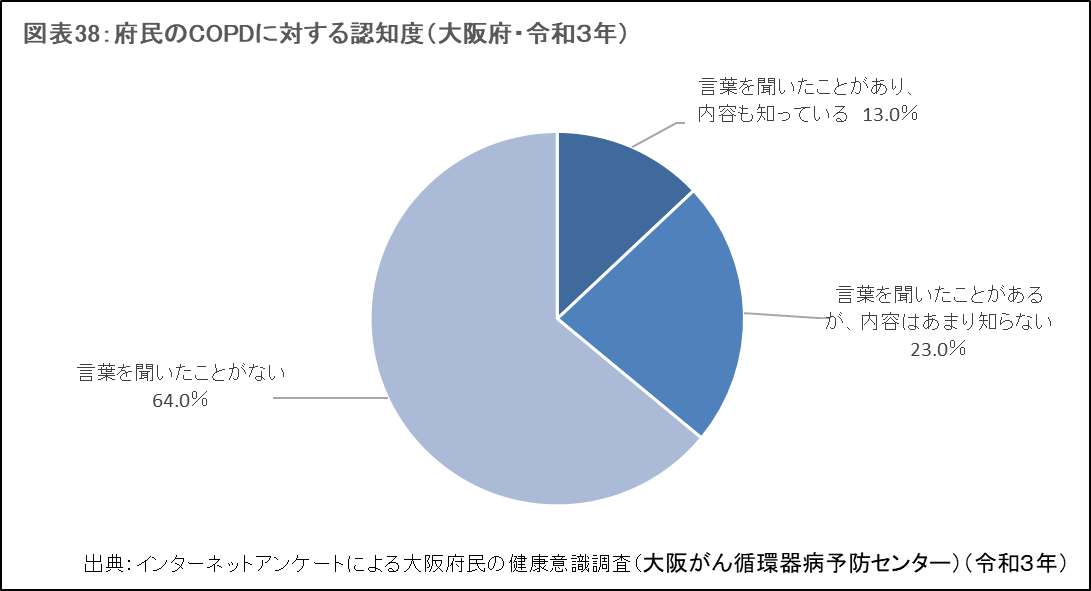 図表38：府民のCOPDに対する認知度（大阪府・令和３年）
言葉を聞いたことがあり、
内容も知っている　13.0%
言葉を聞いたことがある
が、内容はあまり知らない
23.0%
言葉を聞いたことがない
64.0%
出典：インターネットアンケートによる大阪府民の健康意識調査（大阪がん循環器病予防センター）（令和３年）